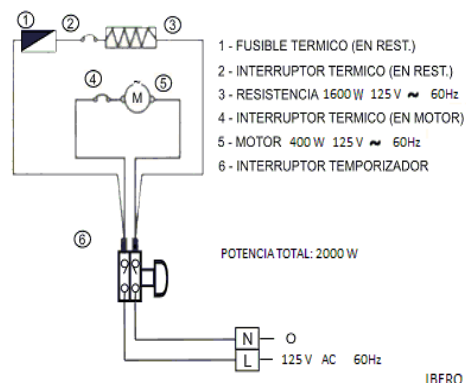 1 2 3
1 - FUSIBLE TERMICO (EN REST.)
2 - INTERRUPTOR TERMICO (EN REST.)
3 - RESISTENCIA 1600 W 125 V ~ 60Hz
4 - INTERRUPTOR TERMICO (EN MOTOR)
5 - MOTOR 400 W 125 V ~ 60Hz
6 - INTERRUPTOR TEMPORIZADOR
4 ~ 5
M
6
POTENCIA TOTAL: 2000 W
N O
L 125 V AC 60Hz
IBERO